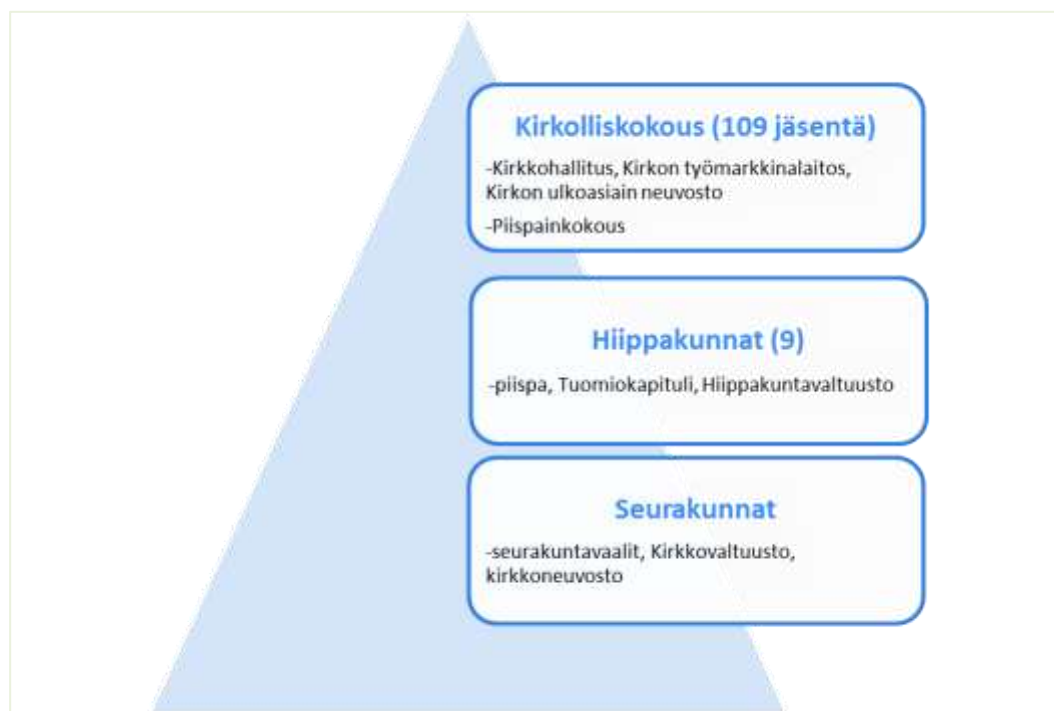 Kirkolliskokous (109 jäsentä)
-Kirkkohallitus, Kirkon työmarkkinalaitos,
Kirkon ulkoasiain neuvosto
-Piispainkokous
Hiippakunnat (9)
-piispa, Tuomiokapituli, Hiippakuntavaltuusto
Seurakunnat
-seurakuntavaalit, Kirkkovaltuusto,
kirkkoneuvosto